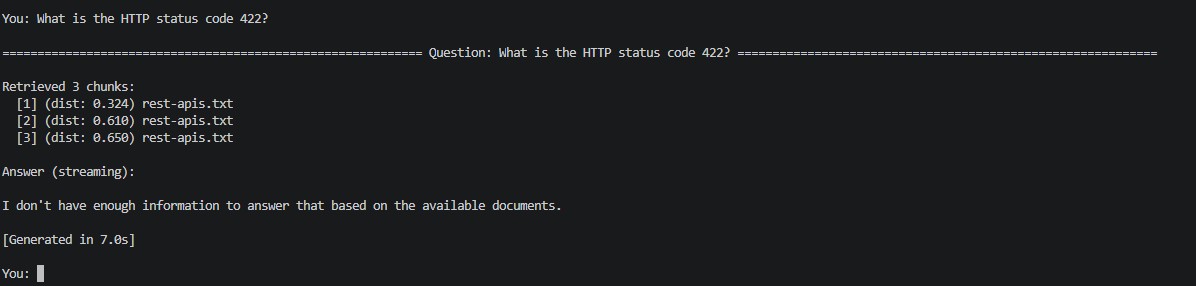 You: What is the HTTP status code 422?
============================================================ Question: What is the HTTP status code 422? ============================================================
Retrieved 3 chunks:
[1] (dist: 0.324) rest-apis.txt
[2] (dist: 0.610) rest-apis.txt
[3] (dist: 0.650) rest-apis.txt
Answer (streaming):
I don't have enough information to answer that based on the available documents.
[Generated in 7.0s]
You: